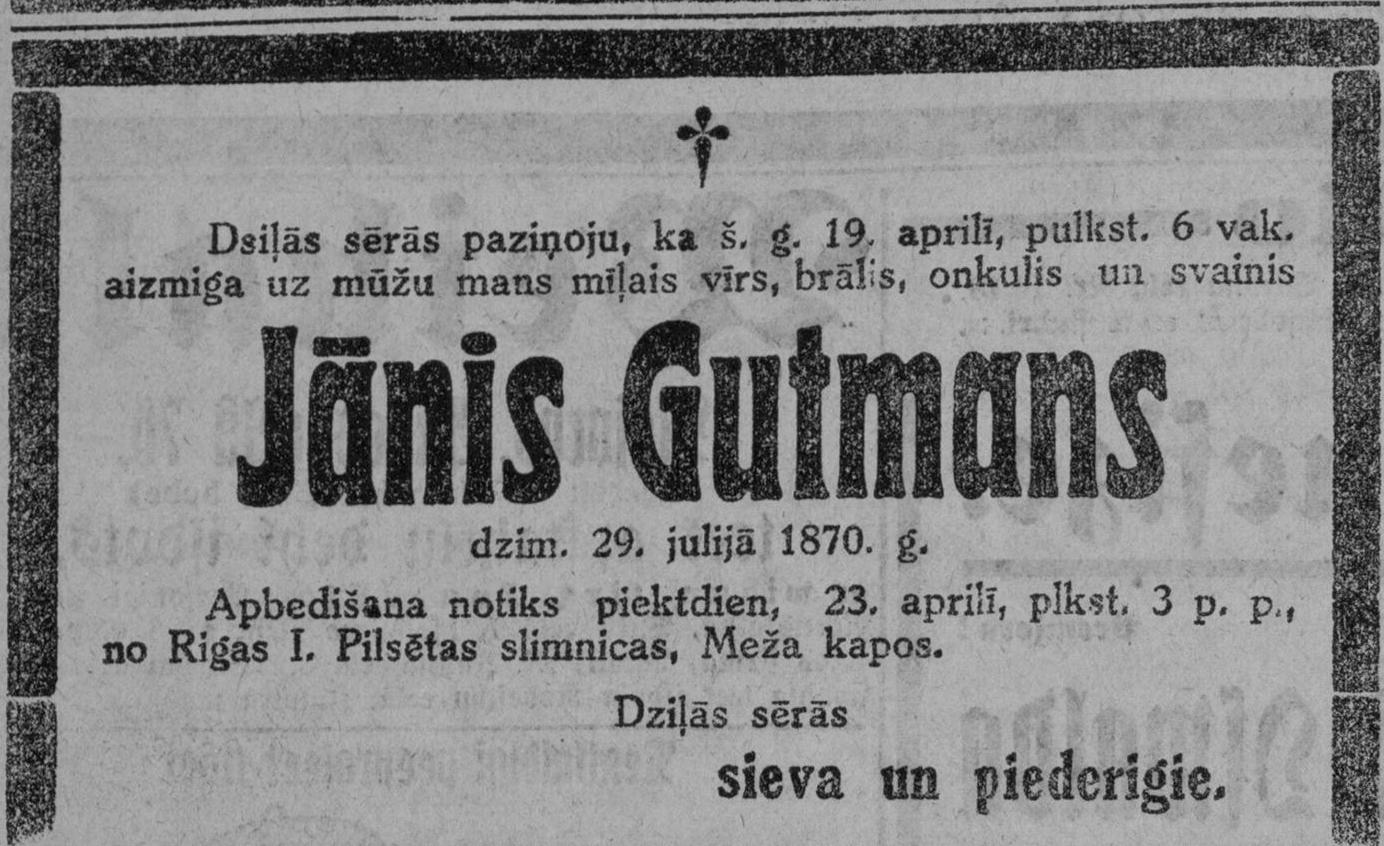 Dsiļās sērās paziņoju, ka š. g. 19. aprilī, pulkst. 6 vak.
aizmiga uz mūžu mans mīļais vīrs, brālis, onkulis un svainis
Jānis Gutmans
dzim. 29. julijā 1870. g.
Apbedišana notiks piektdien, 23. aprilī, plkst. 3 p. p.,
no Rigas I. Pilsētas slimnicas, Meža kapos.
Dziļās sērās
sieva un piederigie.